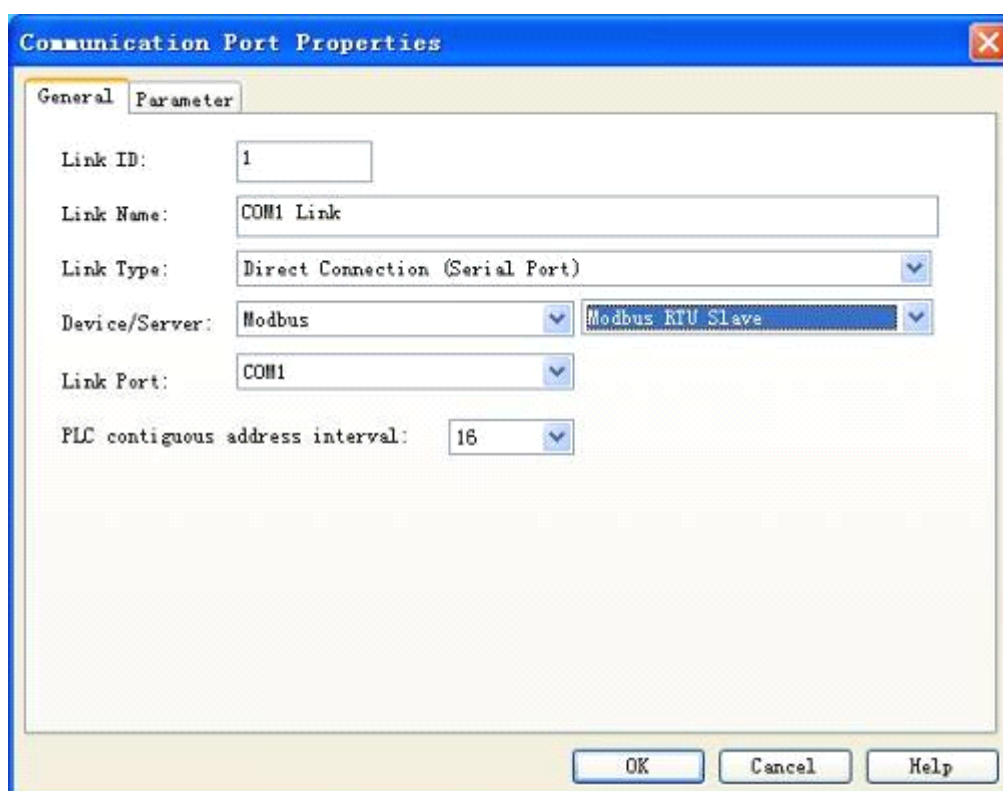 Communication Port Properties
General Parameter
Link ID: 1
Link Name: COM1 Link
Link Type: Direct Connection (Serial Port)
Device/Server: Modbus Modbus RTU Slave
Link Port: COM1
PLC contiguous address interval: 16
OK Cancel Help